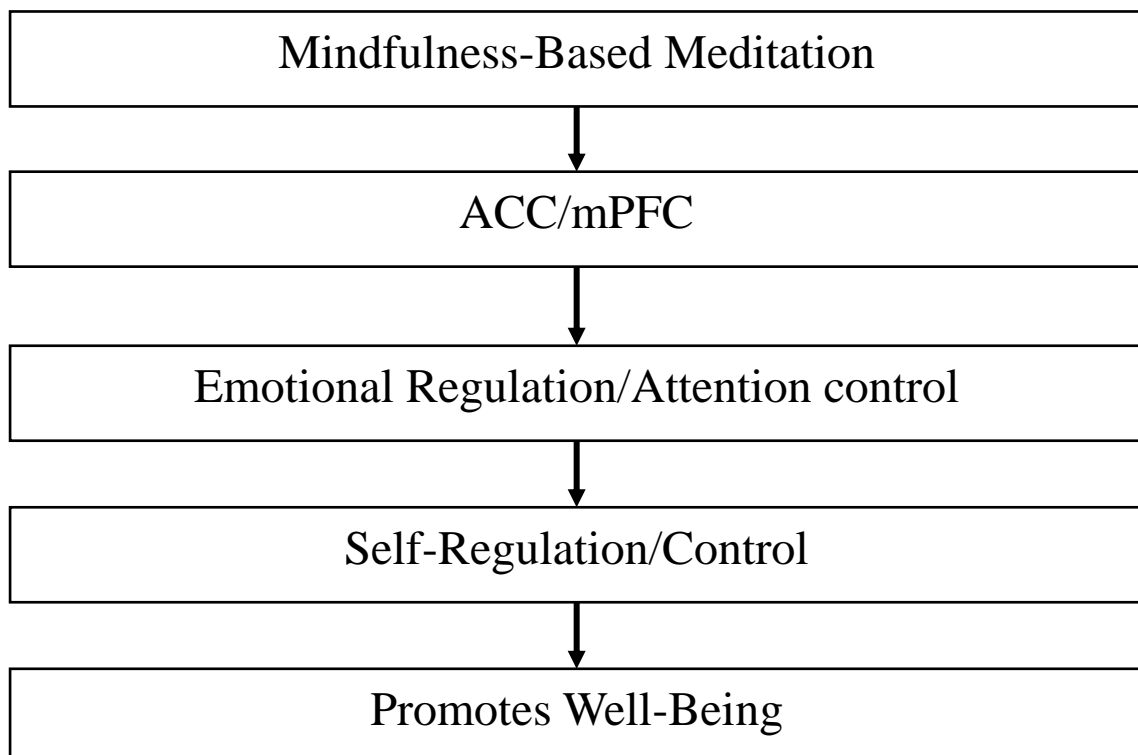 Mindfulness-Based Meditation
ACC/mPFC
Emotional Regulation/Attention control
Self-Regulation/Control
Promotes Well-Being